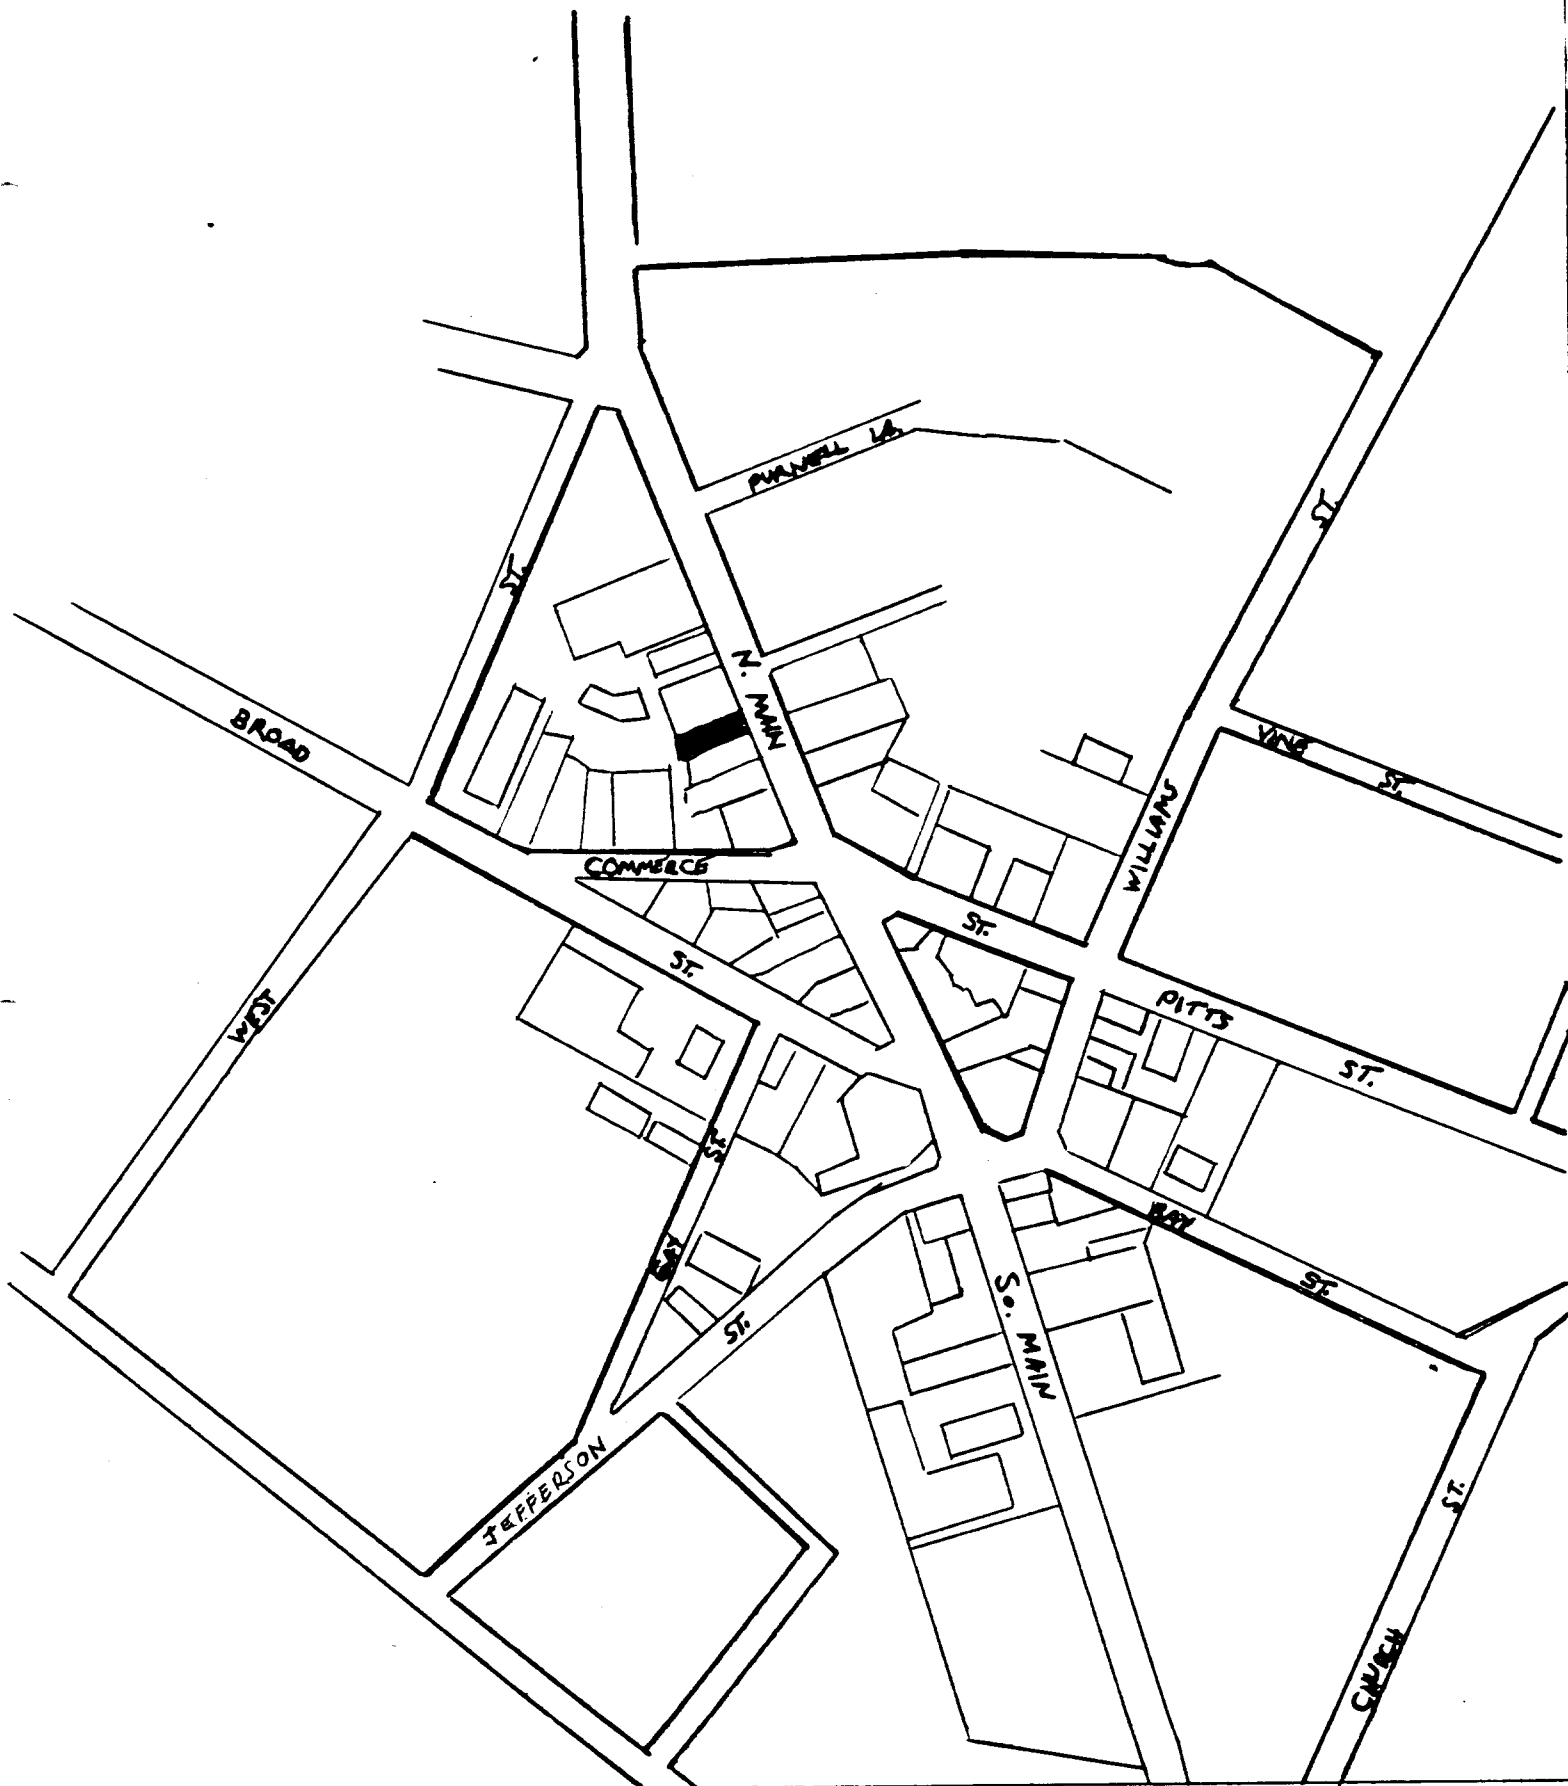 PURNELL LA.
ST.
ST.
N. MAIN
BROAD
VINE
ST.
WILLIAMS
COMMERCE
ST.
ST.
WEST
PITTS
ST.
ST.
BAY
GAY
ST.
ST.
So. MAIN
JEFFERSON
ST.
CHURCH